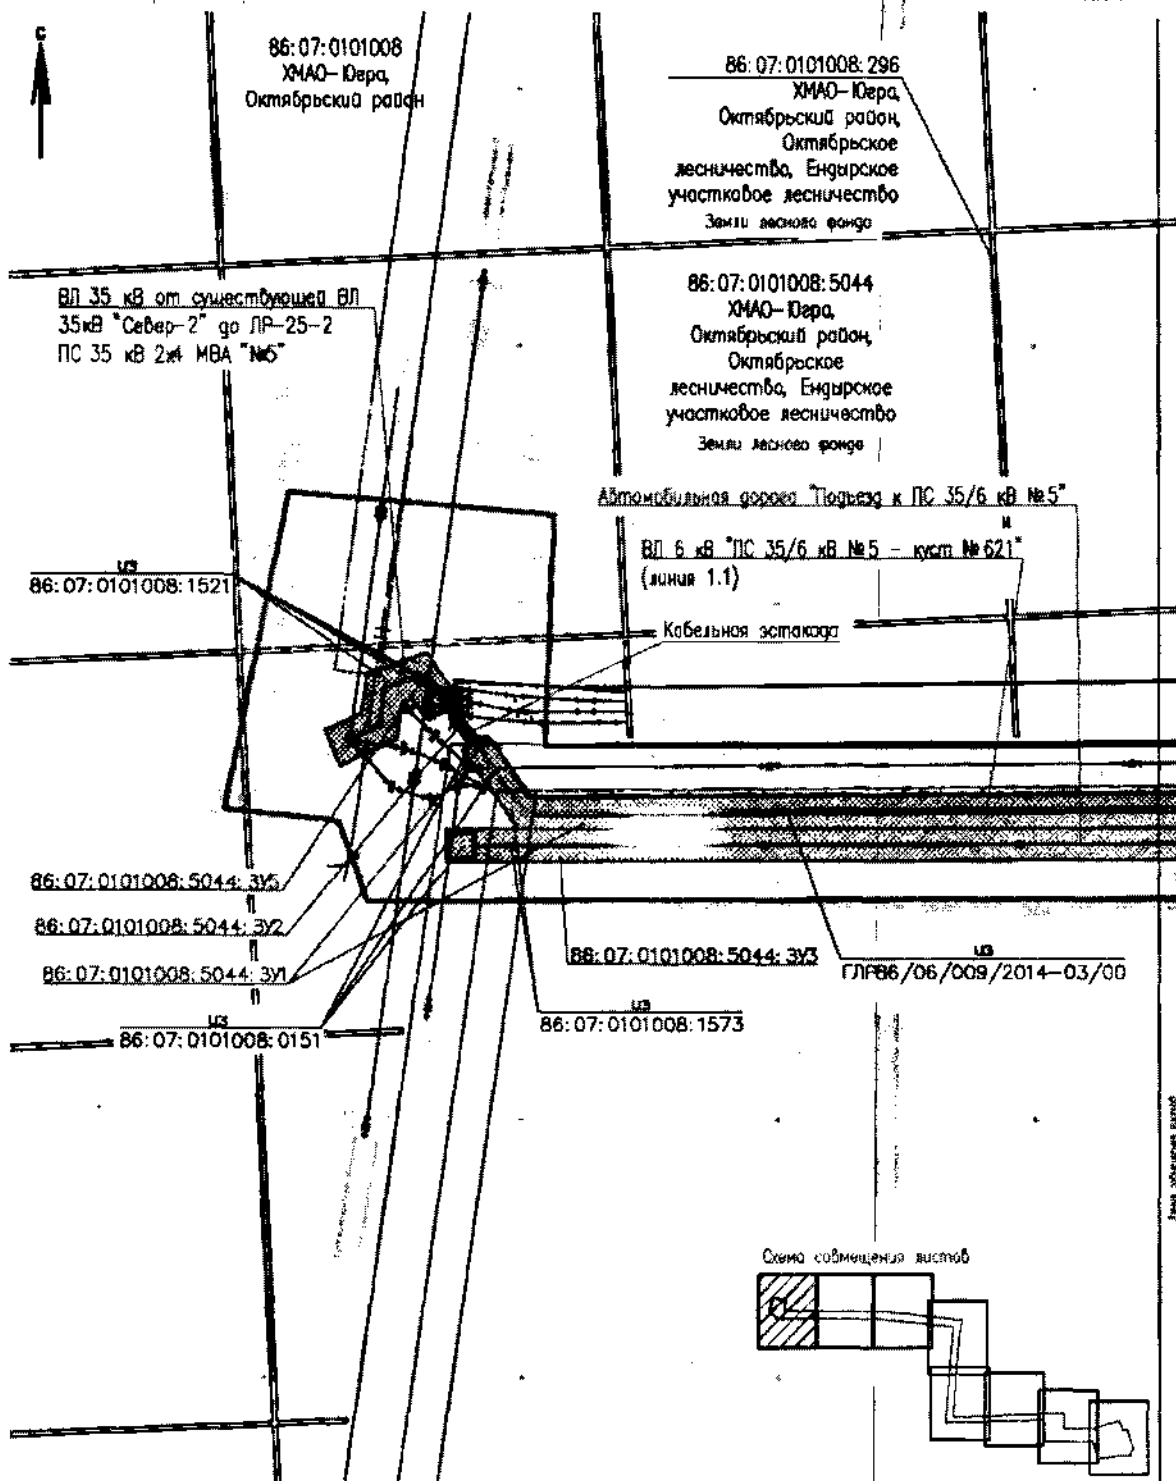 с
86:07:0101008
ХМАО-Югра,
Октябрьский район
86:07:0101008:296
ХМАО-Югра,
Октябрьский район,
Октябрьское
лесничество, Ендырское
участковое лесничество
Земли лесного фонда
ВЛ 35 кВ от существующей ВЛ
35кВ "Север-2" до ЛР-25-2
ПС 35 кВ 2х4 МВА "№5"
86:07:0101008:5044
ХМАО-Югра,
Октябрьский район,
Октябрьское
лесничество, Ендырское
участковое лесничество
Земли лесного фонда
Автомобильная дорога "Подъезд к ПС 35/6 кВ №5"
ВЛ 6 кВ "ПС 35/6 кВ №5 - куст №621"
(линия 1.1)
из
86:07:0101008:1521
Кабельная эстакада
86:07:0101008:5044:ЗУ5
86:07:0101008:5044:ЗУ2
86:07:0101008:5044:ЗУ1
86:07:0101008:5044:ЗУ3
из
ГЛР86/06/009/2014-03/00
из
86:07:0101008:0151
из
86:07:0101008:1573
Схема совмещения листов